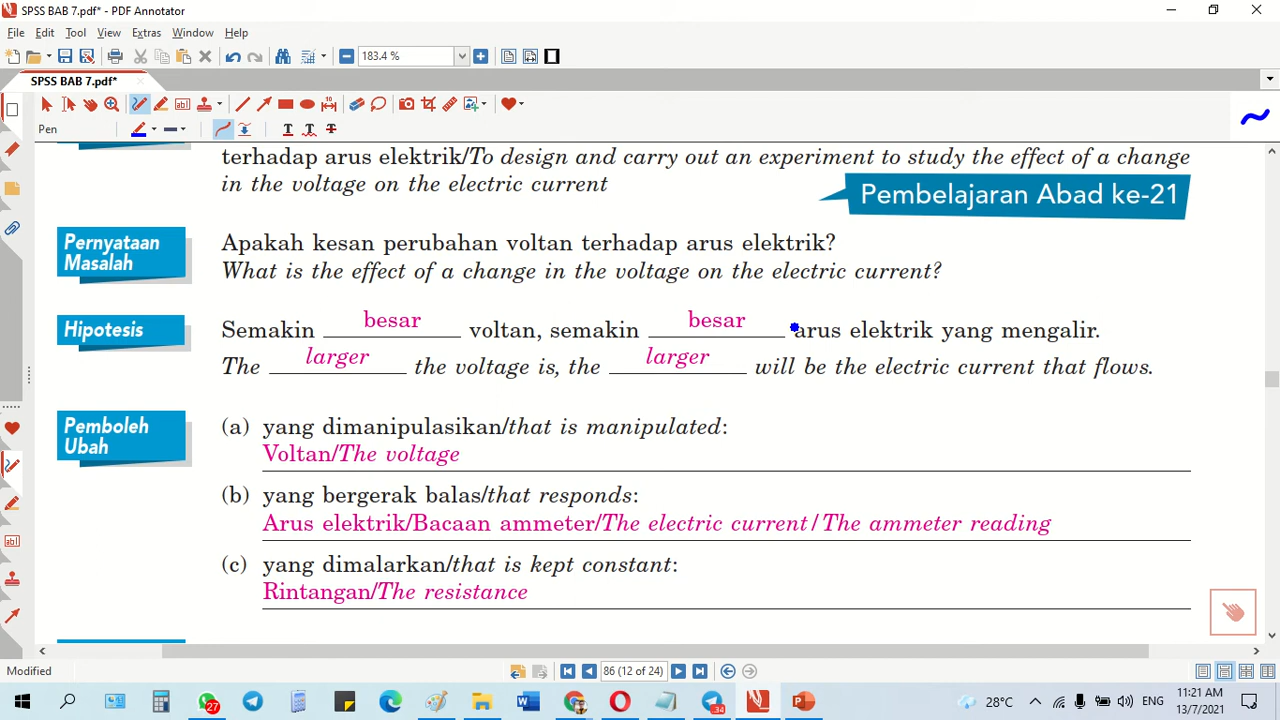 SPSS BAB 7.pdf* - PDF Annotator
File Edit Tool View Extras Window Help
183.4 %
SPSS BAB 7.pdf*
Pen
terhadap arus elektrik/To design and carry out an experiment to study the effect of a change
in the voltage on the electric current
Pembelajaran Abad ke-21
Pernyataan
Masalah
Apakah kesan perubahan voltan terhadap arus elektrik?
What is the effect of a change in the voltage on the electric current?
Hipotesis
Semakin besar voltan, semakin besar arus elektrik yang mengalir.
The larger the voltage is, the larger will be the electric current that flows.
Pemboleh
Ubah
(a) yang dimanipulasikan/that is manipulated:
Voltan/The voltage
(b) yang bergerak balas/that responds:
Arus elektrik/Bacaan ammeter/The electric current/The ammeter reading
(c) yang dimalarkan/that is kept constant:
Rintangan/The resistance
Modified
86 (12 of 24)
27
34
28°C
ENG
11:21 AM
13/7/2021